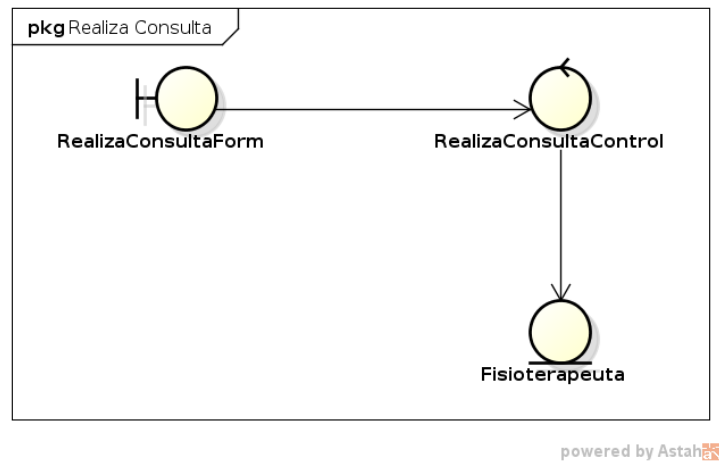 pkg Realiza Consulta
RealizaConsultaForm
RealizaConsultaControl
Fisioterapeuta
powered by Astah